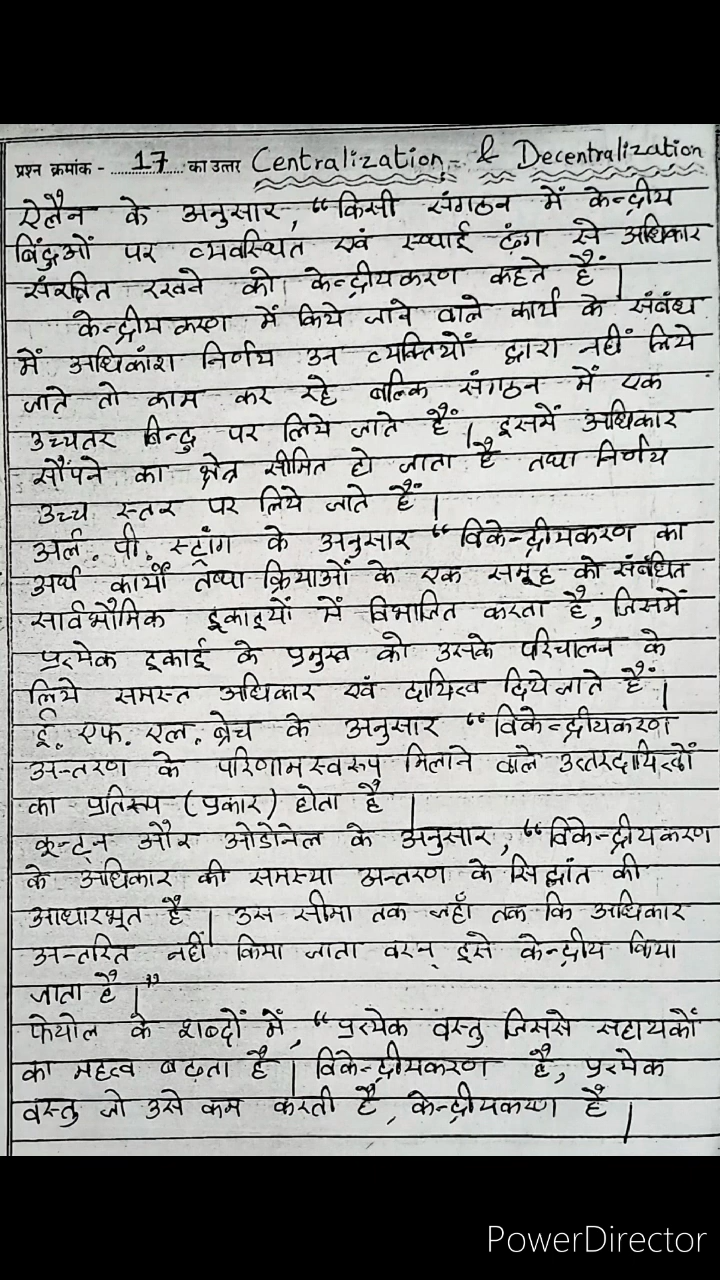 प्रश्न क्रमांक - 17 का उत्तर Centralization & Decentralization
ऐलैन के अनुसार, “किसी संगठन में केन्द्रीय
बिंदुओं पर व्यवस्थित एवं स्थाई ढंग से अधिकार
संरक्षित रखने को केन्द्रीयकरण कहते हैं |
केन्द्रीयकरण में किये जाने वाले कार्य के संबंध
में अधिकांश निर्णय उन व्यक्तियों द्वारा नहीं लिये
जाते तो काम कर रहे बल्कि संगठन में एक
उच्चतर बिन्दु पर लिये जाते हैं | इसमें अधिकार
सौंपने का क्षेत्र सीमित हो जाता है तथा निर्णय
उच्च स्तर पर लिये जाते हैं |
अर्ल. पी. स्ट्रॉंग के अनुसार “विकेन्द्रीयकरण का
अर्थ कार्यों तथा क्रियाओं के एक समूह को संबंधित
सार्वभौमिक इकाइयों में विभाजित करता है, जिसमें
प्रत्येक इकाई के प्रमुख को उसके परिचालन के
लिये समस्त अधिकार एवं दायित्व दिये जाते हैं |
ई. एफ. एल. ब्रेच के अनुसार “विकेन्द्रीयकरण
अन्तरण के परिणामस्वरूप मिलाने वाले उत्तरदायित्वों
का प्रतिरूप (प्रकार) होता है |
कून्ट्न और ओडोनेल के अनुसार, “विकेन्द्रीयकरण
के अधिकार की समस्या अन्तरण के सिद्धांत की
आधारभूत है | उस सीमा तक जहाँ तक कि अधिकार
अन्तरित नहीं किया जाता वरन् इसे केन्द्रीय किया
जाता है |”
फेयोल के शब्दों में, “प्रत्येक वस्तु जिससे सहायकों
का महत्व बढ़ता है | विकेन्द्रीयकरण है, प्रत्येक
वस्तु जो उसे कम करती है, केन्द्रीयकरण है |
PowerDirector